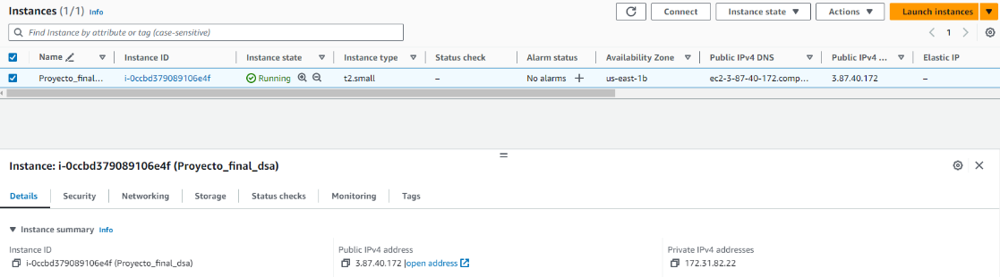 Instances (1/1) Info Connect Instance state Actions Launch instances
Find Instance by attribute or tag (case-sensitive) 1
Name Instance ID Instance state Instance type Status check Alarm status Availability Zone Public IPv4 DNS Public IPv4 ... Elastic IP
Proyecto_final... i-0ccbd379089106e4f Running t2.small – No alarms + us-east-1b ec2-3-87-40-172.comp... 3.87.40.172 –
Instance: i-0ccbd379089106e4f (Proyecto_final_dsa)
Details Security Networking Storage Status checks Monitoring Tags
Instance summary Info
Instance ID Public IPv4 address Private IPv4 addresses
i-0ccbd379089106e4f (Proyecto_final_dsa) 3.87.40.172 |open address 172.31.82.22